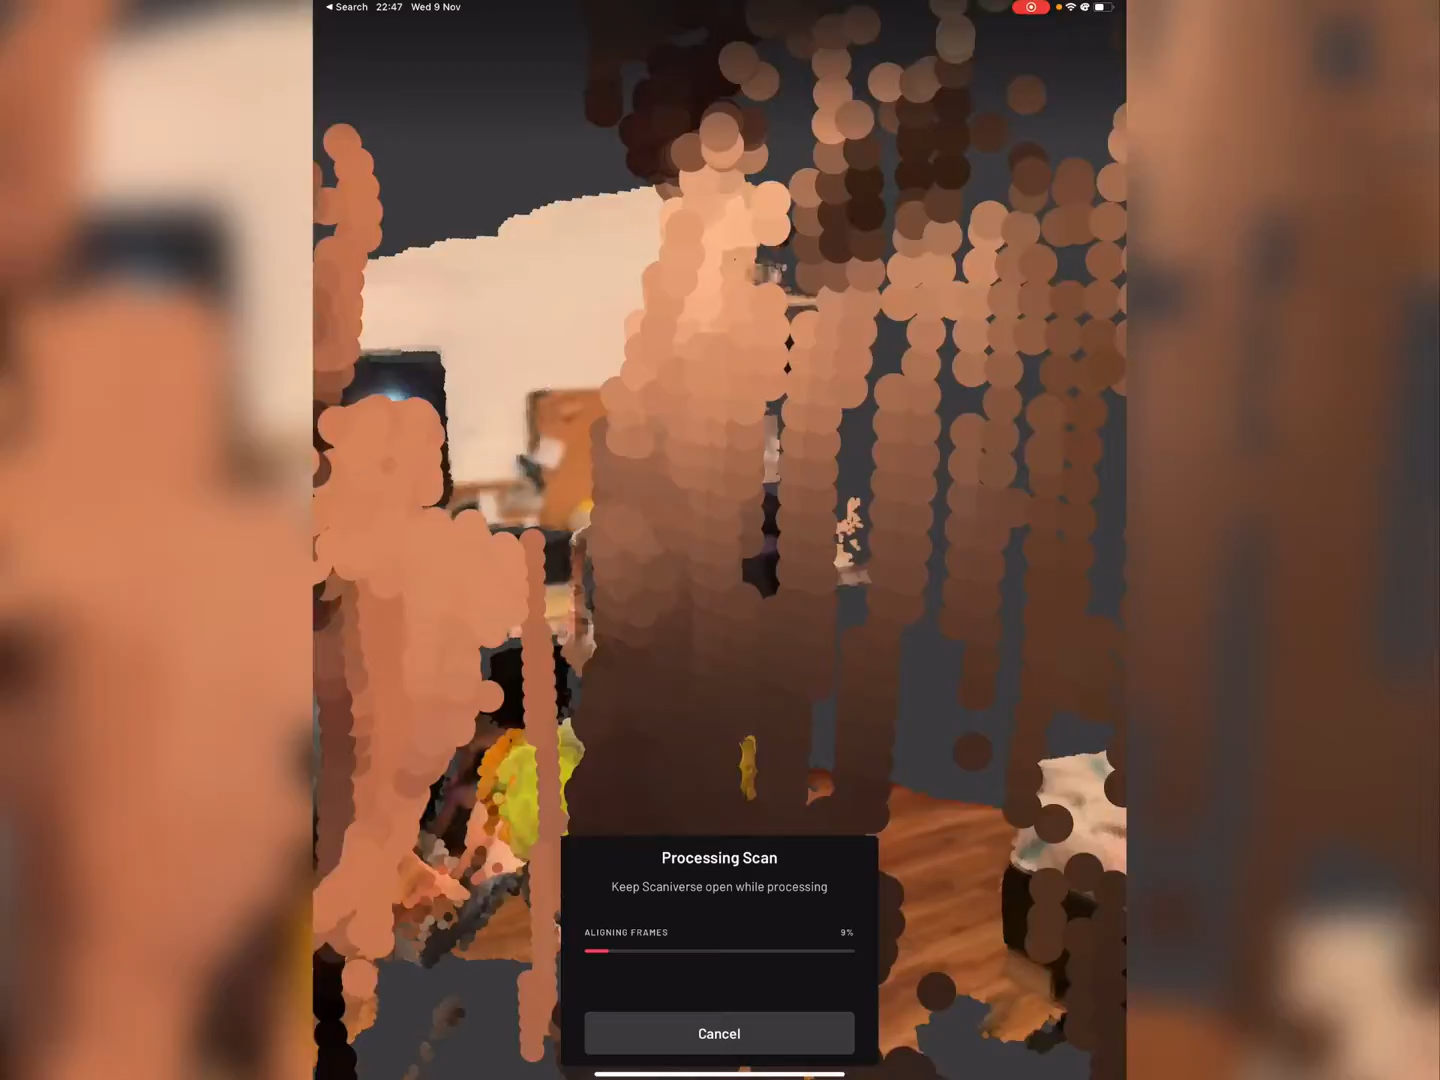 Search 22:47 Wed 9 Nov
Processing Scan
Keep Scaniverse open while processing
ALIGNING FRAMES 9%
Cancel